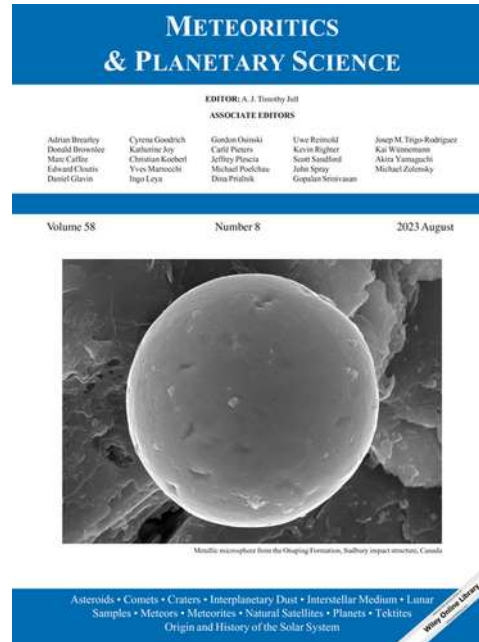 METEORITICS
& PLANETARY SCIENCE
EDITOR: A. J. Timothy Jull
ASSOCIATE EDITORS
Adrian Brearley Cyrena Goodrich Gordon Osinski Uwe Reimold Josep M. Trigo-Rodríguez
Donald Brownlee Katherine Joy Carlé Pieters Kevin Righter Kai Wünnemann
Marc Caffee Christian Koeberl Jeffrey Plescia Scott Sandford Akira Yamaguchi
Edward Cloutis Yves Marrocchi Michael Poelchau John Spray Michael Zolensky
Daniel Glavin Ingo Leya Dina Prialnik Gopalan Srinivasan
Volume 58 Number 8 2023 August
Metallic microsphere from the Onaping Formation, Sudbury impact structure, Canada
Asteroids • Comets • Craters • Interplanetary Dust • Interstellar Medium • Lunar
Samples • Meteors • Meteorites • Natural Satellites • Planets • Tektites
Origin and History of the Solar System
Wiley Online Library